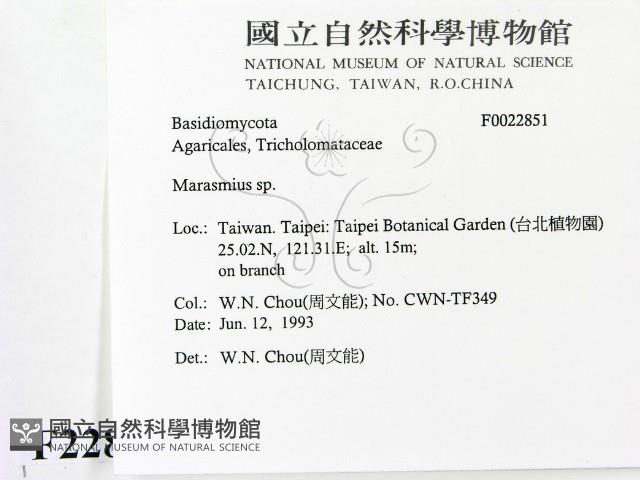 國立自然科學博物館
NATIONAL MUSEUM OF NATURAL SCIENCE
TAICHUNG, TAIWAN, R.O.CHINA
Basidiomycota F0022851
Agaricales, Tricholomataceae
Marasmius sp.
Loc.: Taiwan. Taipei: Taipei Botanical Garden (台北植物園)
25.02.N, 121.31.E; alt. 15m;
on branch
Col.: W.N. Chou(周文能); No. CWN-TF349
Date: Jun. 12, 1993
Det.: W.N. Chou(周文能)
國立自然科學博物館
NATIONAL MUSEUM OF NATURAL SCIENCE
F228